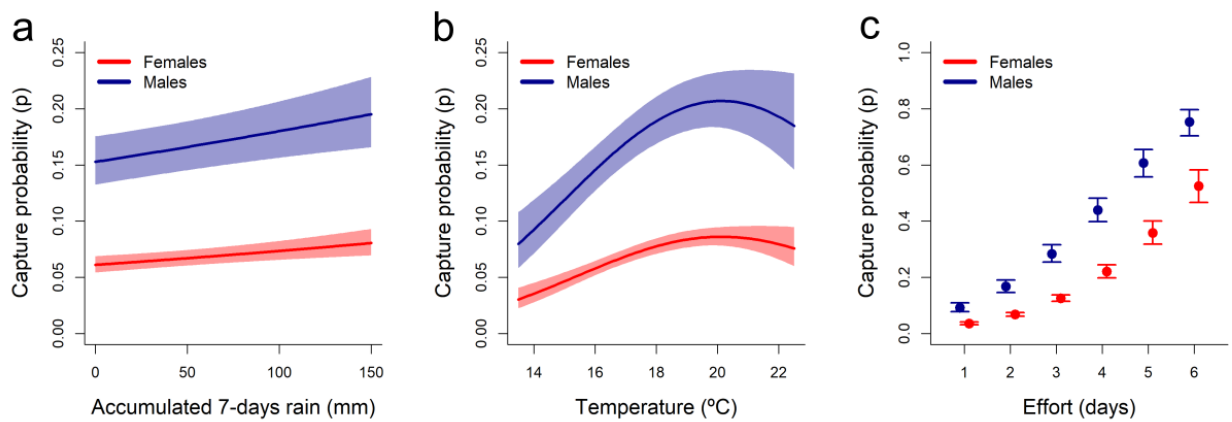 a
Females
Males
Capture probability (p)
0.00
0.05
0.10
0.15
0.20
0.25
0
50
100
150
Accumulated 7-days rain (mm)
b
Females
Males
Capture probability (p)
0.00
0.05
0.10
0.15
0.20
0.25
14
16
18
20
22
Temperature (ºC)
c
Females
Males
Capture probability (p)
0.0
0.2
0.4
0.6
0.8
1.0
1
2
3
4
5
6
Effort (days)